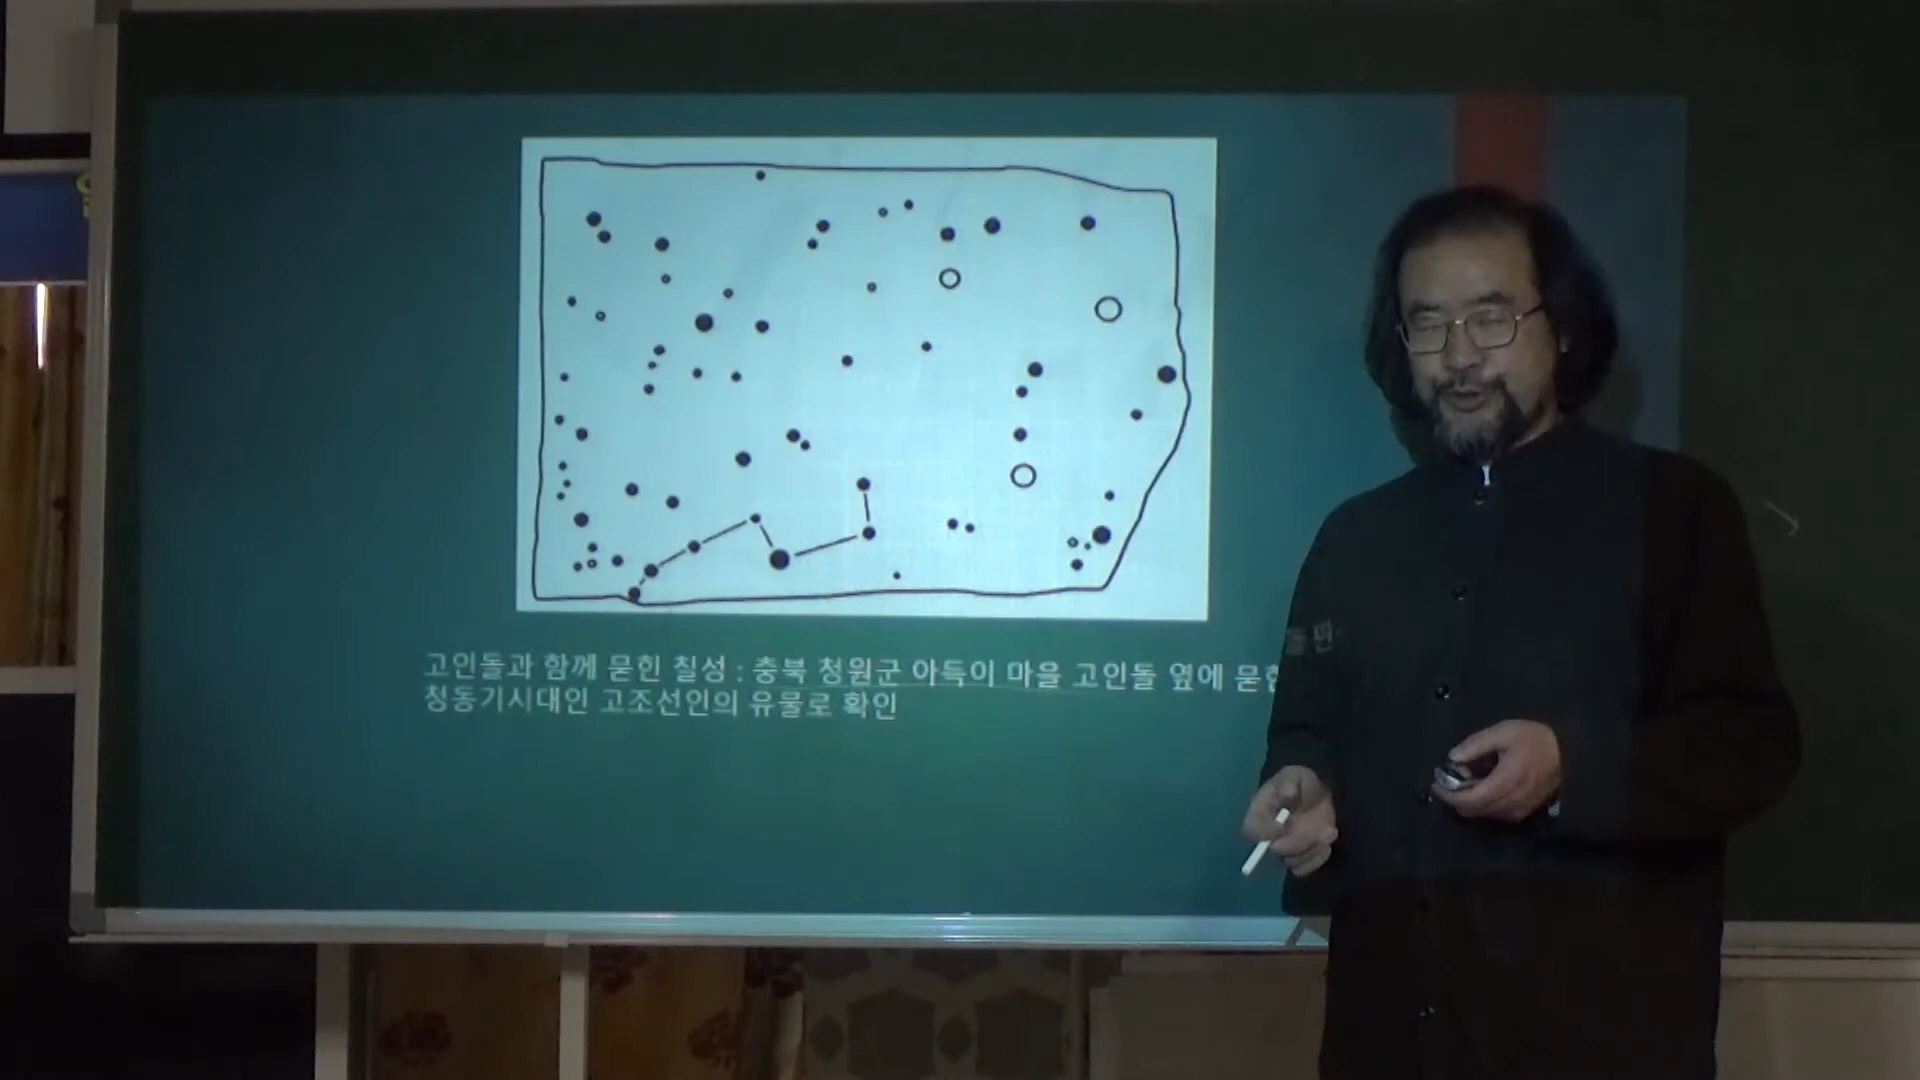 고인돌과 함께 묻힌 칠성 : 충북 청원군 아득이 마을 고인돌 옆에 묻힌
청동기시대인 고조선인의 유물로 확인